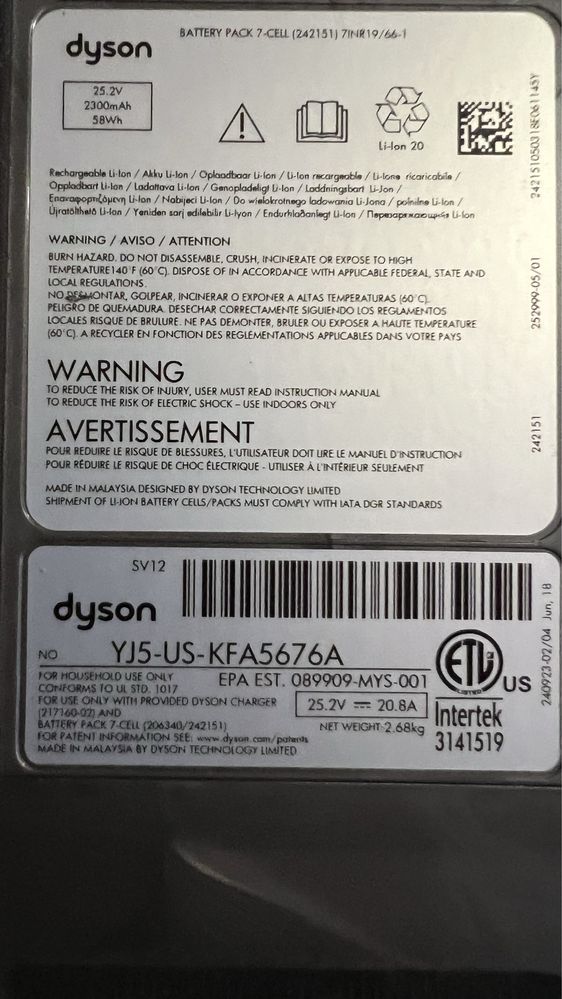 dyson
BATTERY PACK 7-CELL (242151) 7INR19/66-1
25.2V
2300mAh
58Wh
Li-Ion 20
Rechargeable Li-Ion / Akku Li-Ion / Oplaadbaar Li-Ion / Li-Ion recargable / Li-Ione ricaricabile /
Oppladbart Li-Ion / Ladattava Li-Ion / Genopladeligt Li-Ion / Laddningsbart Li-Ion /
Επαναφορτιζόμενη Li-Ion / Nabíjecí Li-Ion / Do wielokrotnego ladowania Li-Jona / polnilne Li-Ion /
Újratölthető Li-Ion / Yeniden sarj edilebilir Li-Iyon / Endurhlaðanlegt Li-Ion / Перезаряжающийся Li-Ion
WARNING / AVISO / ATTENTION
BURN HAZARD. DO NOT DISASSEMBLE, CRUSH, INCINERATE OR EXPOSE TO HIGH
TEMPERATURE140°F (60°C). DISPOSE OF IN ACCORDANCE WITH APPLICABLE FEDERAL, STATE AND
LOCAL REGULATIONS.
NO DESMONTAR, GOLPEAR, INCINERAR O EXPONER A ALTAS TEMPERATURAS (60°C).
PELIGRO DE QUEMADURA. DESECHAR CORRECTAMENTE SIGUIENDO LOS REGLAMENTOS
LOCALES RISQUE DE BRULURE. NE PAS DEMONTER, BRULER OU EXPOSER A HAUTE TEMPERATURE
(60°C). A RECYCLER EN FONCTION DES REGLEMENTATIONS APPLICABLES DANS VOTRE PAYS
WARNING
TO REDUCE THE RISK OF INJURY, USER MUST READ INSTRUCTION MANUAL
TO REDUCE THE RISK OF ELECTRIC SHOCK – USE INDOORS ONLY
AVERTISSEMENT
POUR REDUIRE LE RISQUE DE BLESSURES, L'UTILISATEUR DOIT LIRE LE MANUEL D'INSTRUCTION
POUR RÉDUIRE LE RISQUE DE CHOC ÉLECTRIQUE - UTILISER À L'INTÉRIEUR SEULEMENT
MADE IN MALAYSIA DESIGNED BY DYSON TECHNOLOGY LIMITED
SHIPMENT OF LI-ION BATTERY CELLS/PACKS MUST COMPLY WITH IATA DGR STANDARDS
252999-05/01
242151
SV12
dyson
NO YJ5-US-KFA5676A
FOR HOUSEHOLD USE ONLY
CONFORMS TO UL STD. 1017
FOR USE ONLY WITH PROVIDED DYSON CHARGER
(217160-02) AND
BATTERY PACK 7-CELL (206340/242151)
FOR PATENT INFORMATION SEE: www.dyson.com/patents
MADE IN MALAYSIA BY DYSON TECHNOLOGY LIMITED
EPA EST. 089909-MYS-001
25.2V ⎓ 20.8A
NET WEIGHT-2.68kg
ETL
LISTED
US
Intertek
3141519
240923-02/04 Jun, 18